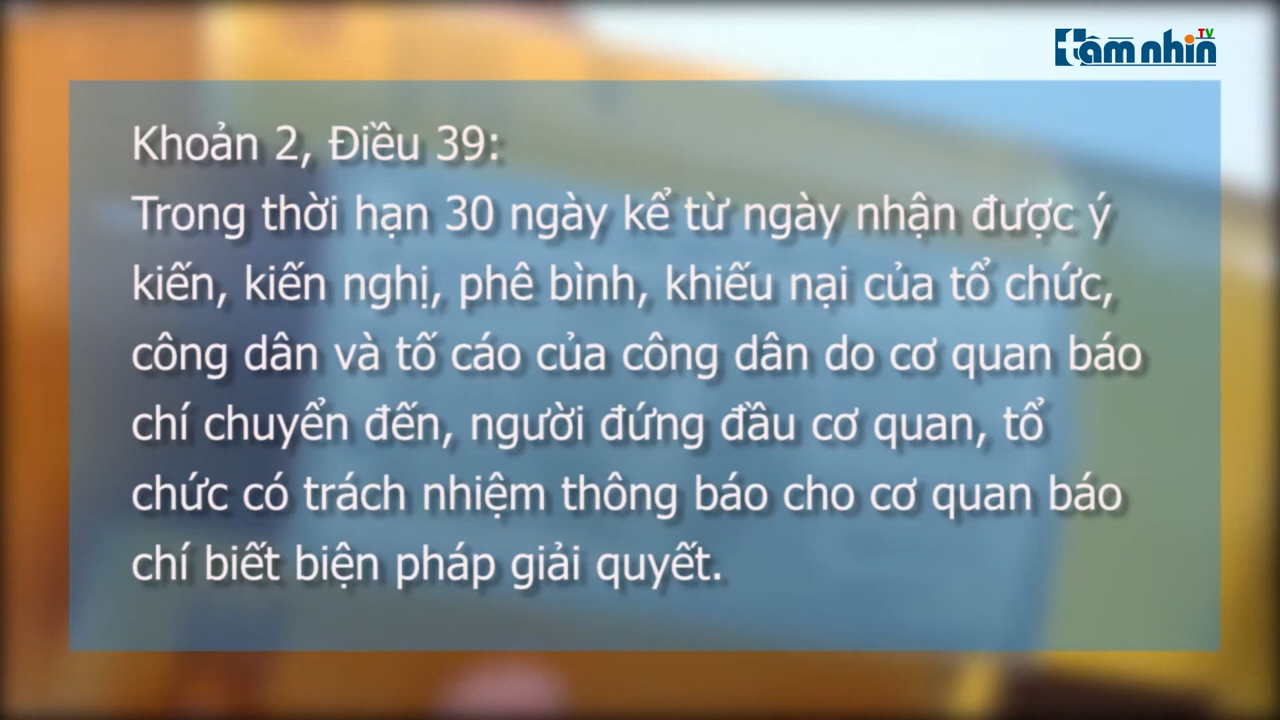 tầm nhìn TV
Khoản 2, Điều 39:
Trong thời hạn 30 ngày kể từ ngày nhận được ý
kiến, kiến nghị, phê bình, khiếu nại của tổ chức,
công dân và tố cáo của công dân do cơ quan báo
chí chuyển đến, người đứng đầu cơ quan, tổ
chức có trách nhiệm thông báo cho cơ quan báo
chí biết biện pháp giải quyết.